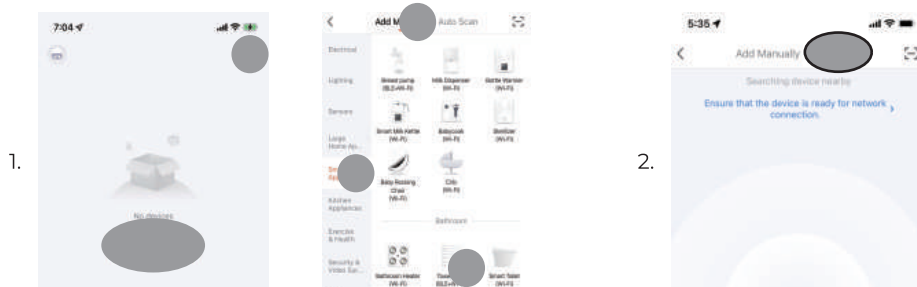 1.
7:04
No devices
Add M
Auto Scan
Electrical
Lighting
Sensors
Large
Home Ap...
Kitchen
Appliances
Exercise
& Health
Security &
Video Sur...
Breast pump
(BLE+Wi-Fi)
Milk Dispenser
(Wi-Fi)
Bottle Warmer
(Wi-Fi)
Smart Milk Kettle
(Wi-Fi)
Babycook
(Wi-Fi)
Sterilizer
(Wi-Fi)
Baby Rocking
Chair
(Wi-Fi)
Crib
(Wi-Fi)
Bathroom
Bathroom Heater
(Wi-Fi)
Smart Toilet
(Wi-Fi)
2.
5:35
Add Manually
Searching device nearby
Ensure that the device is ready for network
connection.